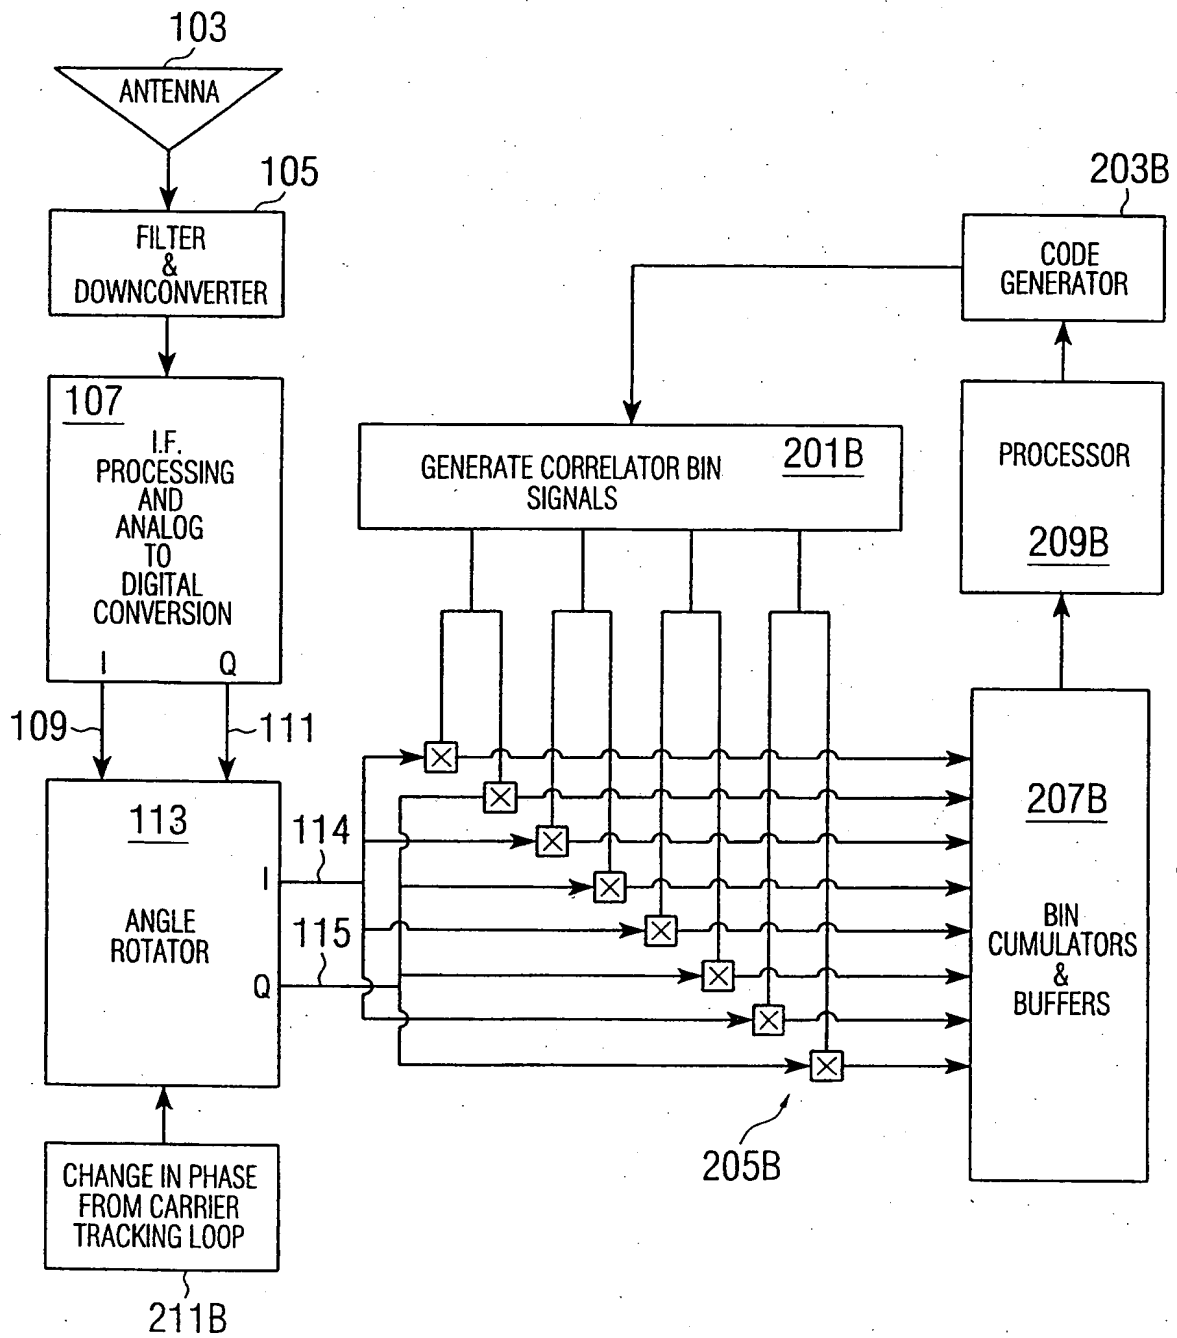 103
ANTENNA
105
FILTER
&
DOWNCONVERTER
107
I.F.
PROCESSING
AND
ANALOG
TO
DIGITAL
CONVERSION
I Q
109
111
113
ANGLE
ROTATOR
I
Q
114
115
CHANGE IN PHASE
FROM CARRIER
TRACKING LOOP
211B
203B
CODE
GENERATOR
GENERATE CORRELATOR BIN
SIGNALS
201B
PROCESSOR
209B
207B
BIN
CUMULATORS
&
BUFFERS
205B